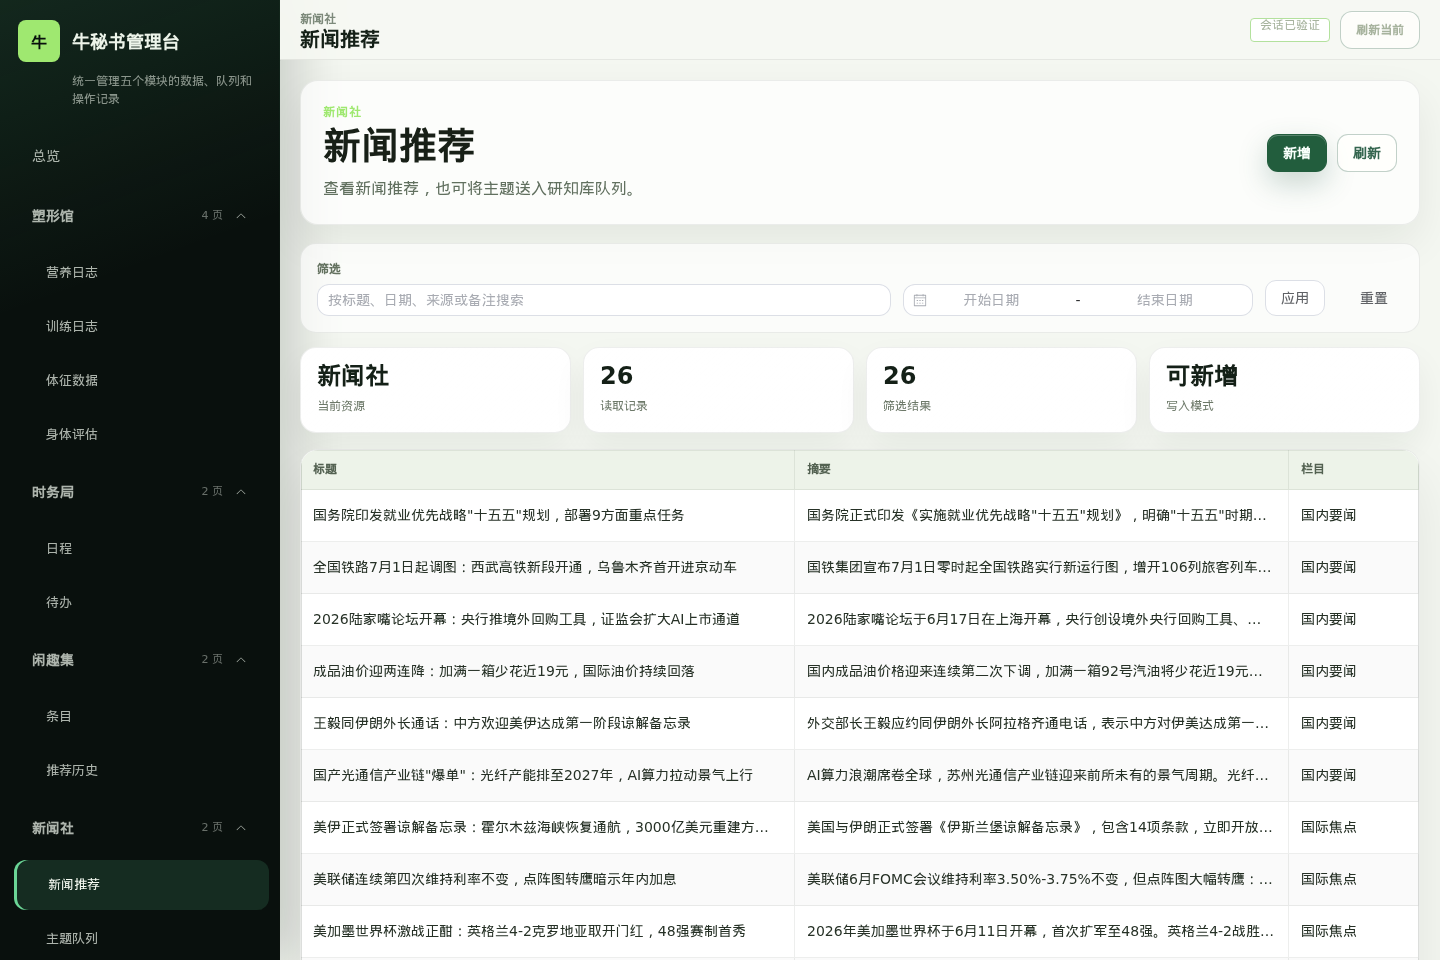 牛
牛秘书管理台
统一管理五个模块的数据、队列和
操作记录
总览
塑形馆
4 页
营养日志
训练日志
体征数据
身体评估
时务局
2 页
日程
待办
闲趣集
2 页
条目
推荐历史
新闻社
2 页
新闻推荐
主题队列
新闻社
新闻推荐
会话已验证
刷新当前
新闻社
新闻推荐
查看新闻推荐，也可将主题送入研知库队列。
新增
刷新
筛选
按标题、日期、来源或备注搜索
开始日期
-
结束日期
应用
重置
新闻社
当前资源
26
读取记录
26
筛选结果
可新增
写入模式
标题 摘要 栏目
国务院印发就业优先战略"十五五"规划，部署9方面重点任务 国务院正式印发《实施就业优先战略"十五五"规划》，明确"十五五"时期… 国内要闻
全国铁路7月1日起调图：西武高铁新段开通，乌鲁木齐首开进京动车 国铁集团宣布7月1日零时起全国铁路实行新运行图，增开106列旅客列车… 国内要闻
2026陆家嘴论坛开幕：央行推境外回购工具，证监会扩大AI上市通道 2026陆家嘴论坛于6月17日在上海开幕，央行创设境外央行回购工具、… 国内要闻
成品油价迎两连降：加满一箱少花近19元，国际油价持续回落 国内成品油价格迎来连续第二次下调，加满一箱92号汽油将少花近19元… 国内要闻
王毅同伊朗外长通话：中方欢迎美伊达成第一阶段谅解备忘录 外交部长王毅应约同伊朗外长阿拉格齐通电话，表示中方对伊美达成第一… 国内要闻
国产光通信产业链"爆单"：光纤产能排至2027年，AI算力拉动景气上行 AI算力浪潮席卷全球，苏州光通信产业链迎来前所未有的景气周期。光纤… 国内要闻
美伊正式签署谅解备忘录：霍尔木兹海峡恢复通航，3000亿美元重建方… 美国与伊朗正式签署《伊斯兰堡谅解备忘录》，包含14项条款，立即开放… 国际焦点
美联储连续第四次维持利率不变，点阵图转鹰暗示年内加息 美联储6月FOMC会议维持利率3.50%-3.75%不变，但点阵图大幅转鹰：… 国际焦点
美加墨世界杯激战正酣：英格兰4-2克罗地亚取开门红，48强赛制首秀 2026年美加墨世界杯于6月11日开幕，首次扩军至48强。英格兰4-2战胜… 国际焦点